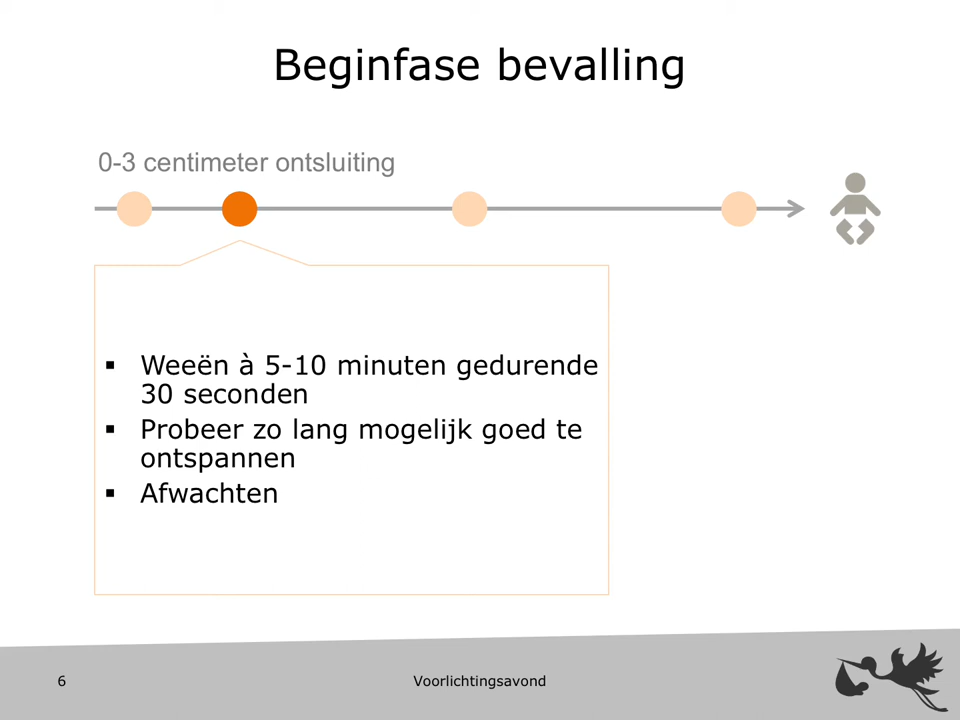 Beginfase bevalling
0-3 centimeter ontsluiting
▪ Weeën à 5-10 minuten gedurende
30 seconden
▪ Probeer zo lang mogelijk goed te
ontspannen
▪ Afwachten
6
Voorlichtingsavond